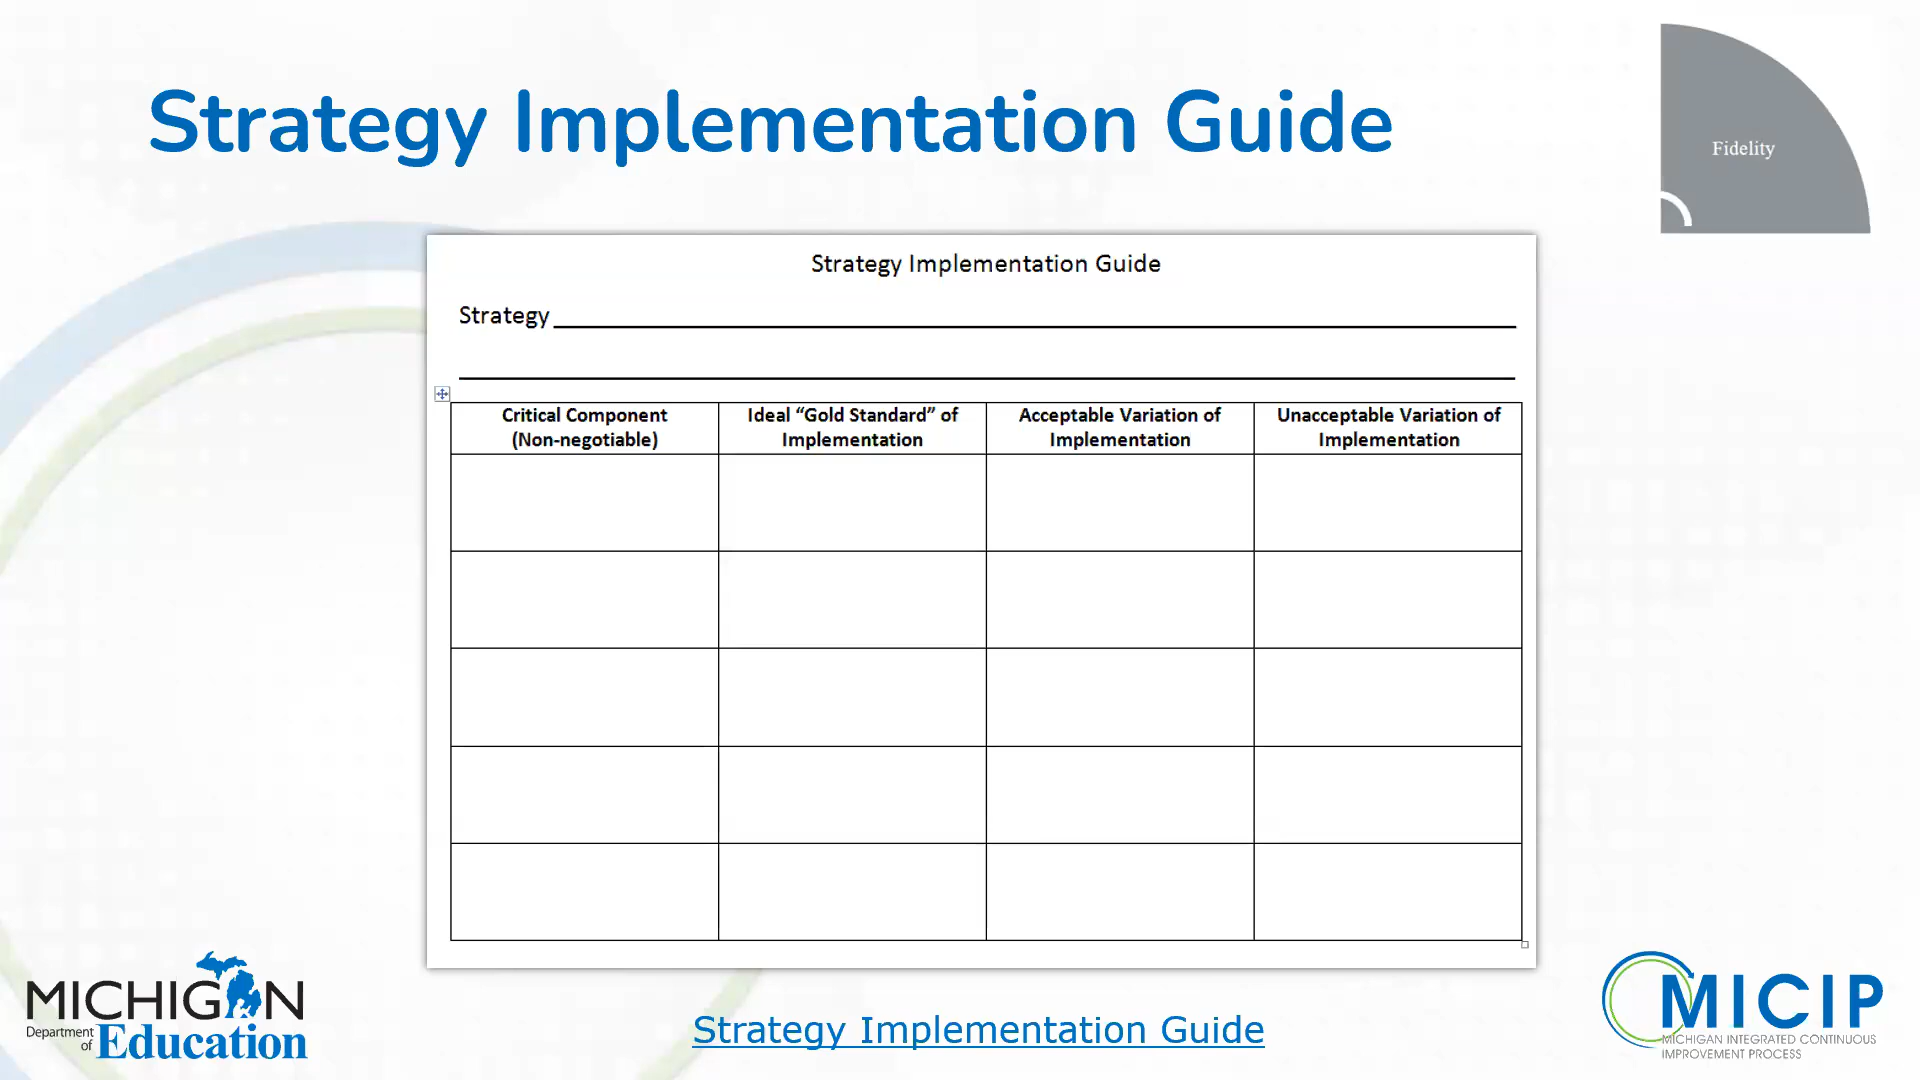 Strategy Implementation Guide
Fidelity
Strategy Implementation Guide
Strategy
Critical Component
(Non-negotiable)
Ideal “Gold Standard” of
Implementation
Acceptable Variation of
Implementation
Unacceptable Variation of
Implementation
MICHIGAN
Department
of Education
Strategy Implementation Guide
MICIP
MICHIGAN INTEGRATED CONTINUOUS
IMPROVEMENT PROCESS